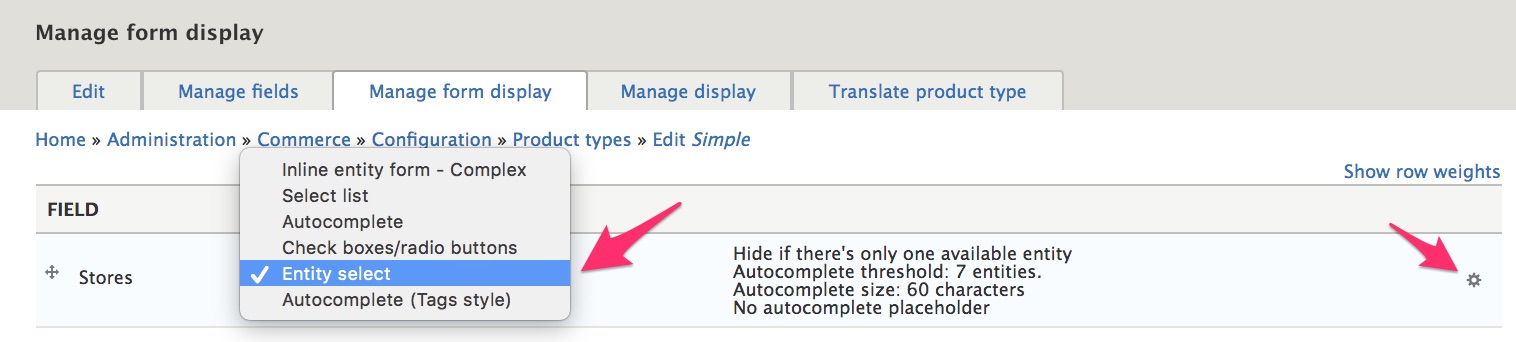 Manage form display
Edit Manage fields Manage form display Manage display Translate product type
Home » Administration » Commerce » Configuration » Product types » Edit Simple
Show row weights
FIELD
Stores
Inline entity form - Complex
Select list
Autocomplete
Check boxes/radio buttons
Entity select
Autocomplete (Tags style)
Hide if there's only one available entity
Autocomplete threshold: 7 entities.
Autocomplete size: 60 characters
No autocomplete placeholder